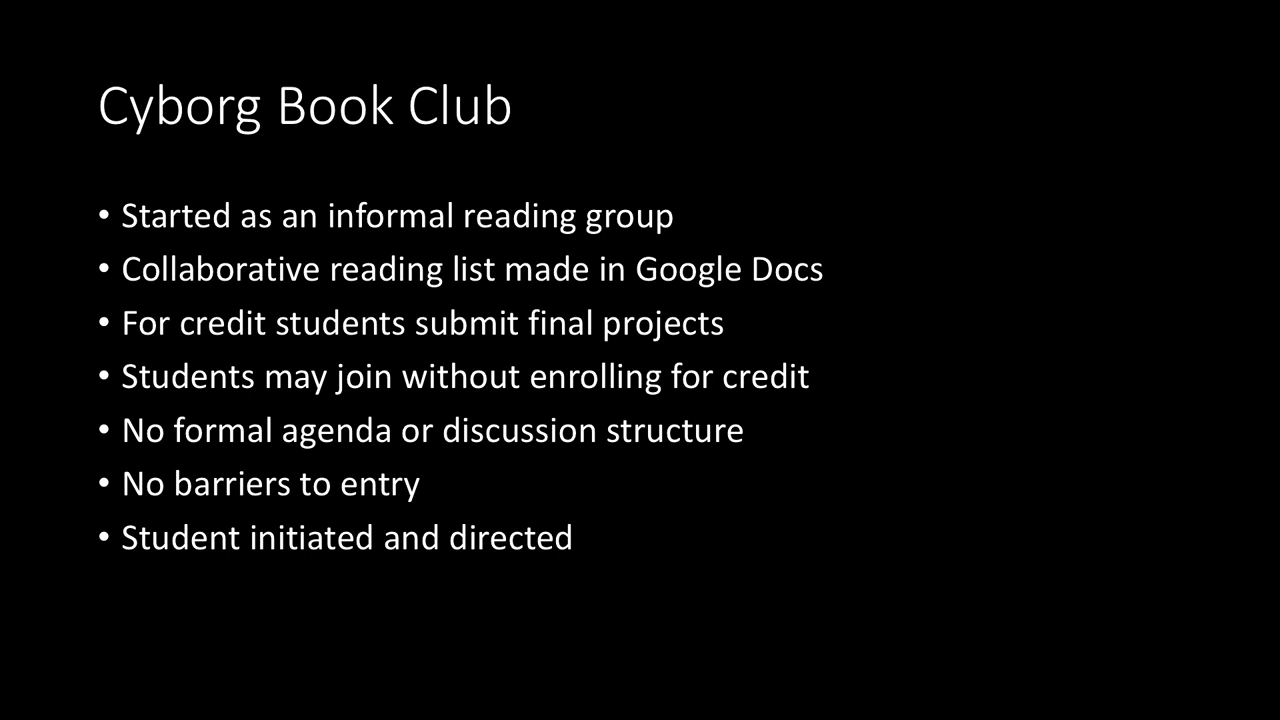 Cyborg Book Club
• Started as an informal reading group
• Collaborative reading list made in Google Docs
• For credit students submit final projects
• Students may join without enrolling for credit
• No formal agenda or discussion structure
• No barriers to entry
• Student initiated and directed